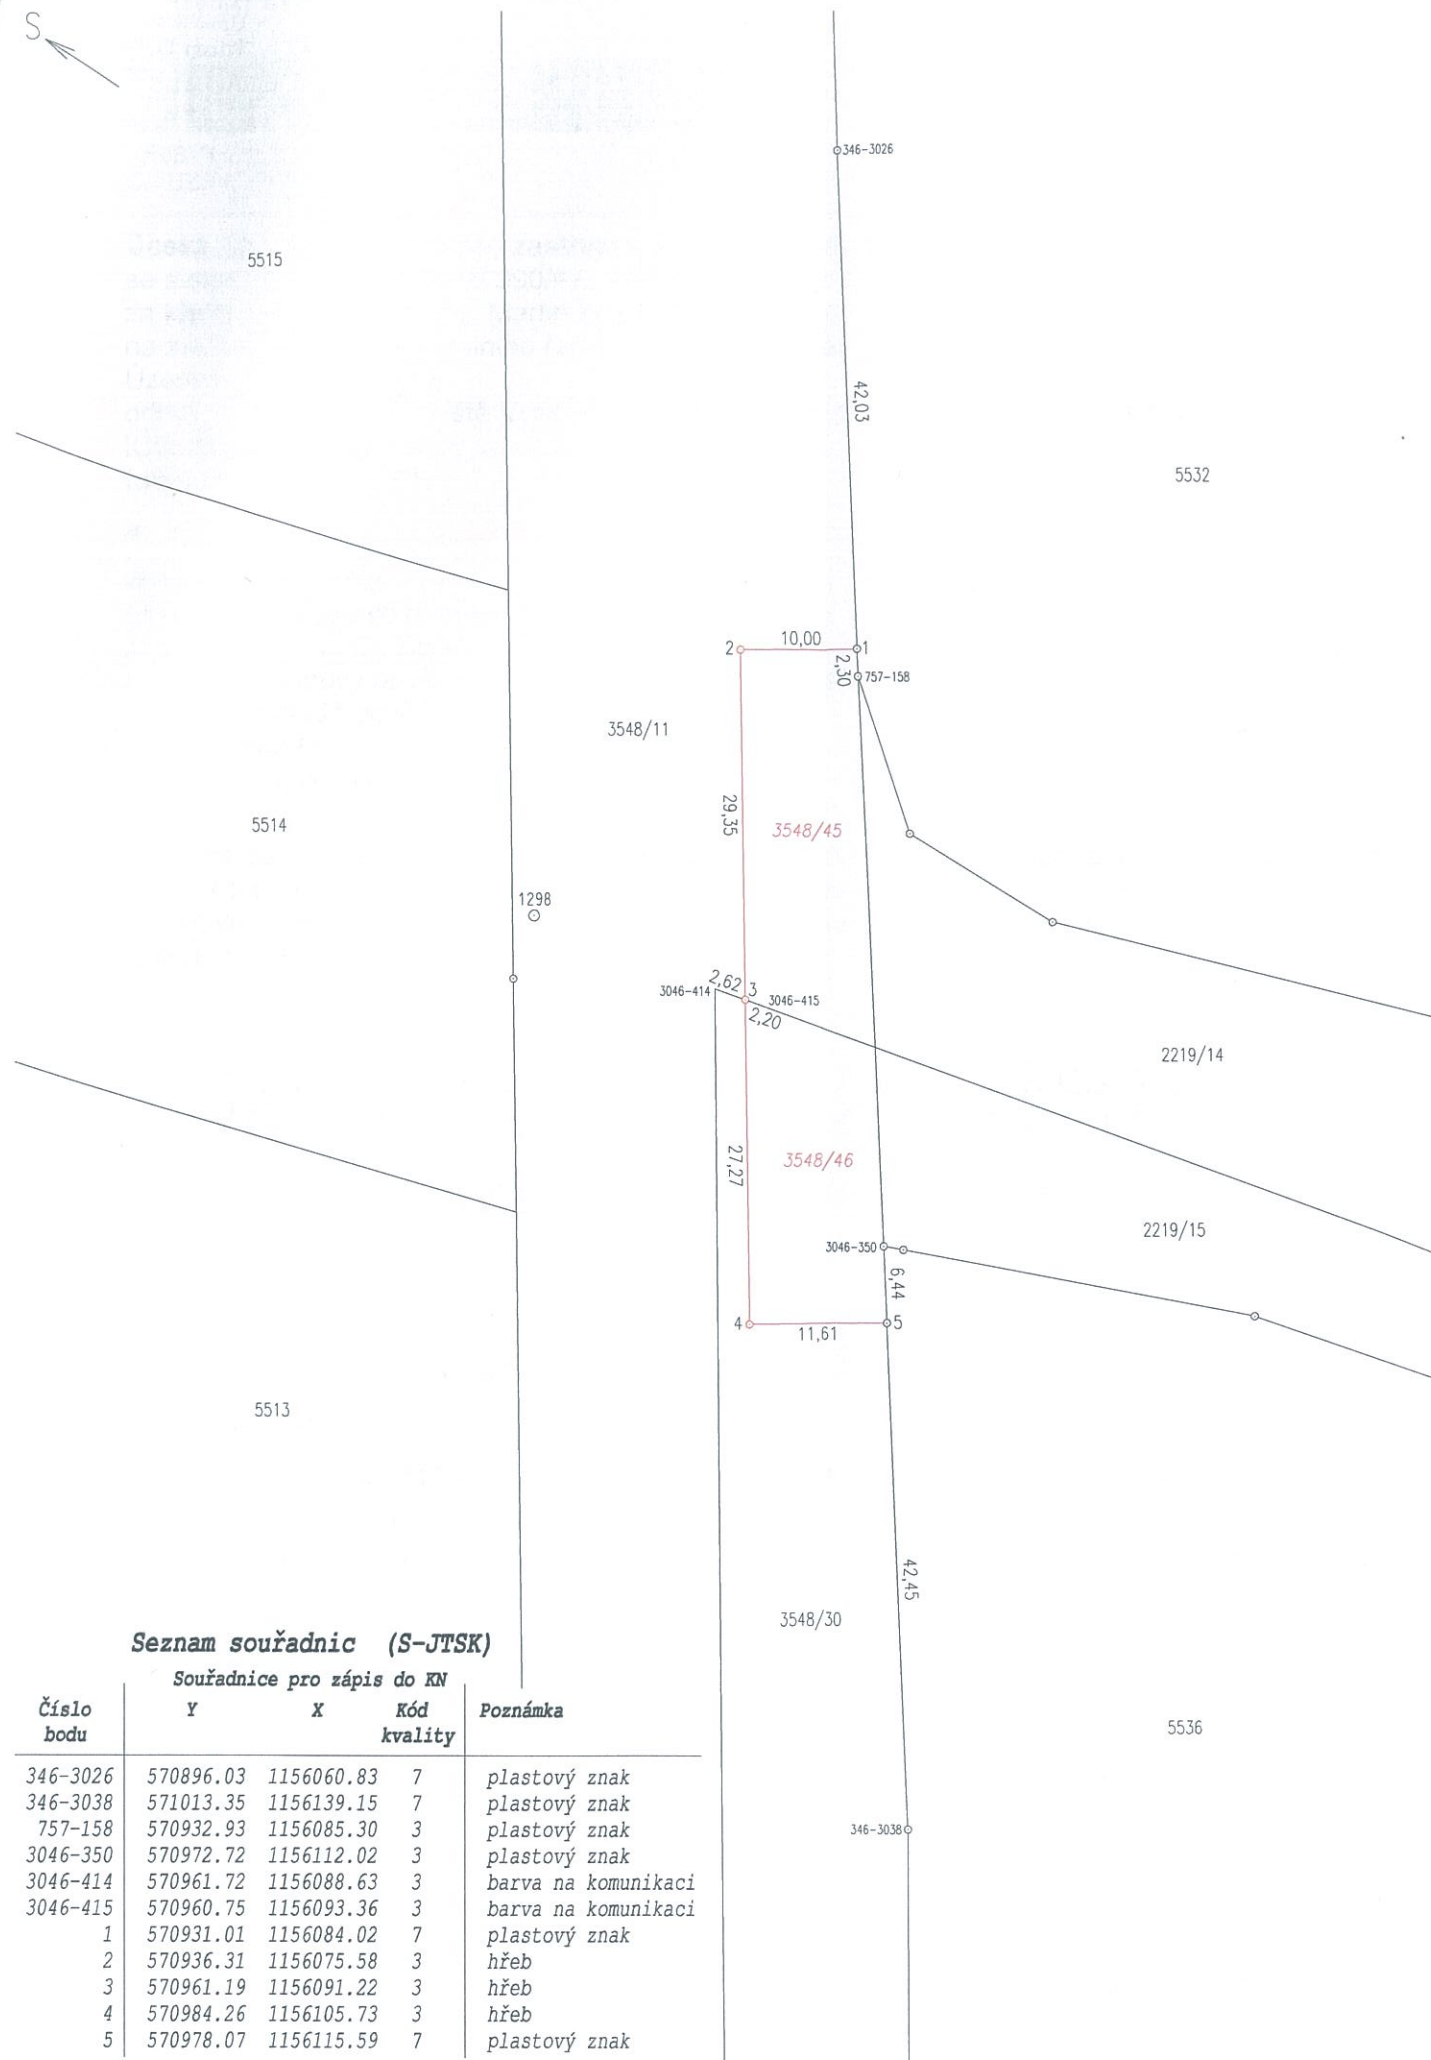 S
346-3026
5515
42,03
5532
2 10,00 1
2,30
757-158
3548/11
29,35
3548/45
5514
1298
2,62 3
3046-414
3046-415
2,20
2219/14
27,27
3548/46
2219/15
3046-350
6,44
4
5
11,61
5513
42,45
3548/30
Seznam souřadnic (S-JTSK)
Souřadnice pro zápis do KN
Číslo bodu Y X Kód kvality Poznámka
5536
346-3026 570896.03 1156060.83 7 plastový znak
346-3038 571013.35 1156139.15 7 plastový znak
757-158 570932.93 1156085.30 3 plastový znak
346-3038
3046-350 570972.72 1156112.02 3 plastový znak
3046-414 570961.72 1156088.63 3 barva na komunikaci
3046-415 570960.75 1156093.36 3 barva na komunikaci
1 570931.01 1156084.02 7 plastový znak
2 570936.31 1156075.58 3 hřeb
3 570961.19 1156091.22 3 hřeb
4 570984.26 1156105.73 3 hřeb
5 570978.07 1156115.59 7 plastový znak